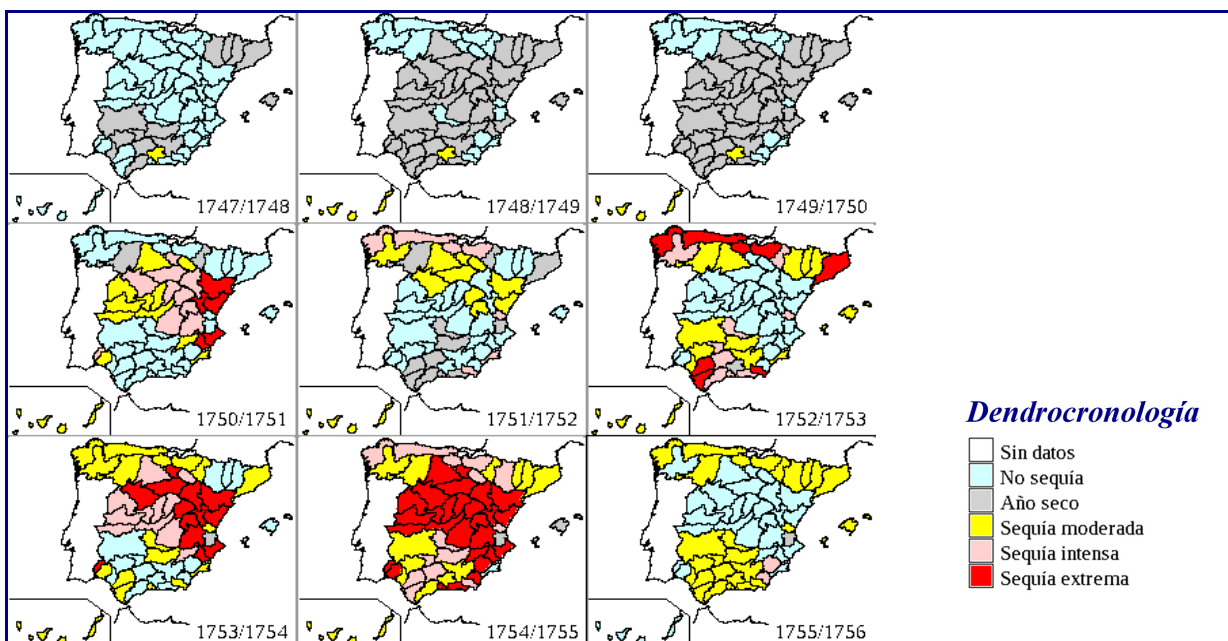 1747/1748
1748/1749
1749/1750
1750/1751
1751/1752
1752/1753
1753/1754
1754/1755
1755/1756
Dendrocronología
Sin datos
No sequía
Año seco
Sequía moderada
Sequía intensa
Sequía extrema